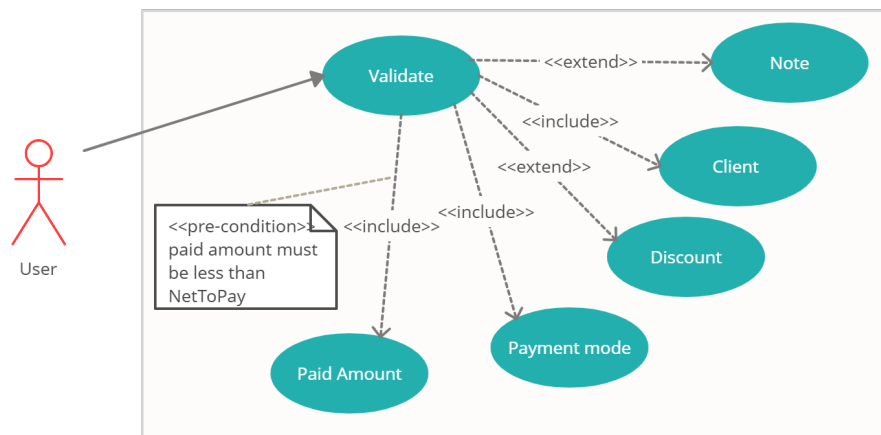 Validate
<<extend>>
Note
<<include>>
Client
<<extend>>
Discount
<<include>>
<<include>>
<<pre-condition>>
paid amount must
be less than
NetToPay
User
Payment mode
Paid Amount